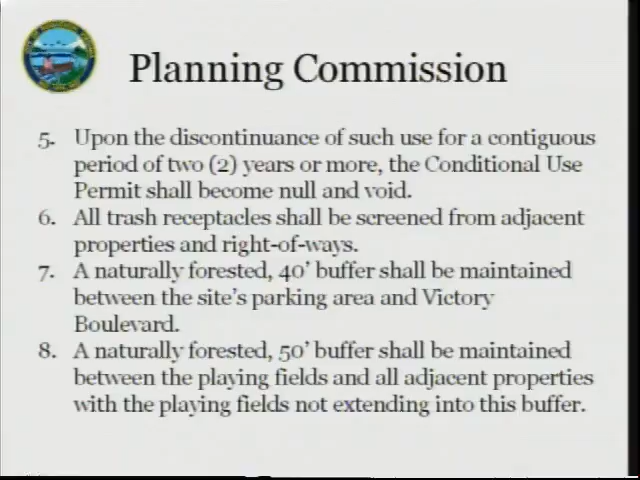 Planning Commission
5. Upon the discontinuance of such use for a contiguous
period of two (2) years or more, the Conditional Use
Permit shall become null and void.
6. All trash receptacles shall be screened from adjacent
properties and right-of-ways.
7. A naturally forested, 40' buffer shall be maintained
between the site's parking area and Victory
Boulevard.
8. A naturally forested, 50' buffer shall be maintained
between the playing fields and all adjacent properties
with the playing fields not extending into this buffer.